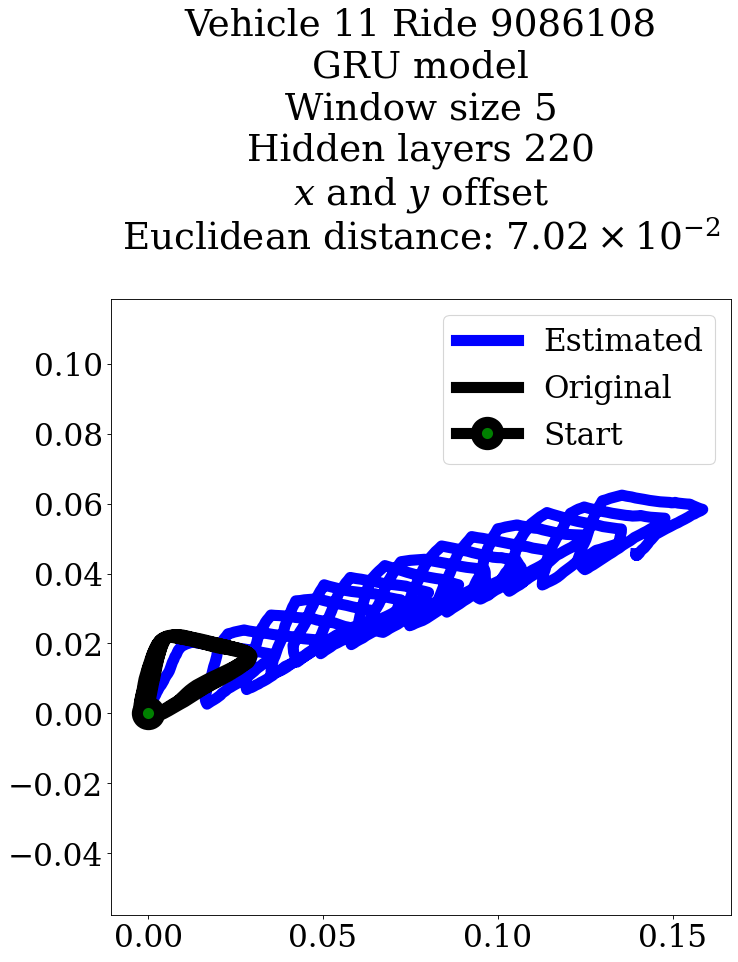 Vehicle 11 Ride 9086108
GRU model
Window size 5
Hidden layers 220
x and y offset
Euclidean distance: 7.02 × 10⁻²
Estimated
Original
Start
0.10
0.08
0.06
0.04
0.02
0.00
−0.02
−0.04
0.00 0.05 0.10 0.15